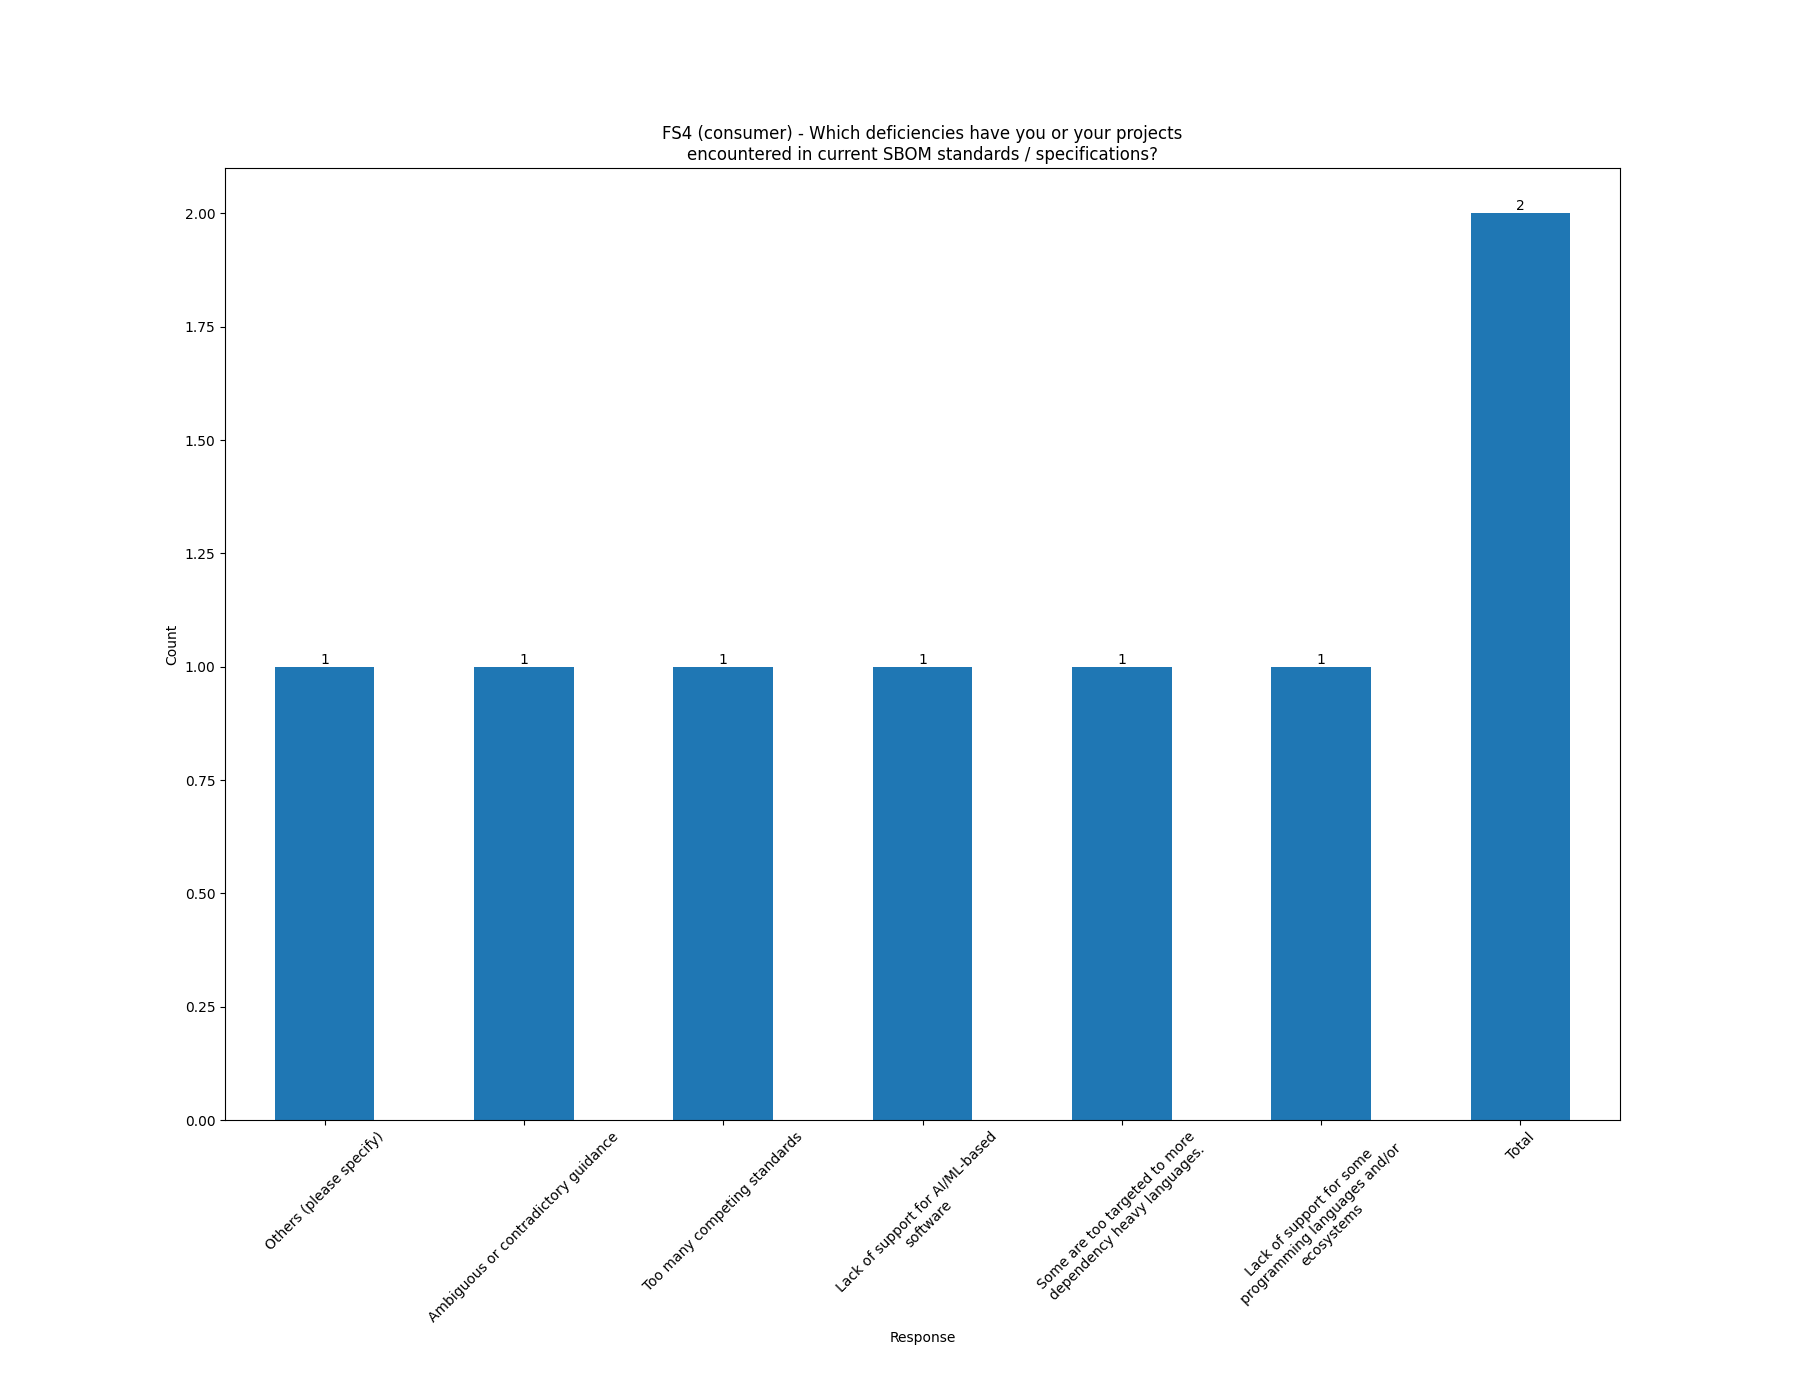 FS4 (consumer) - Which deficiencies have you or your projects
encountered in current SBOM standards / specifications?
2.00
1.75
1.50
1.25
1.00
0.75
0.50
0.25
0.00
Count
1
1
1
1
1
1
2
Others (please specify)
Ambiguous or contradictory guidance
Too many competing standards
Lack of support for AI/ML-based
software
Some are too targeted to more
dependency heavy languages.
Lack of support for some
programming languages and/or
ecosystems
Total
Response